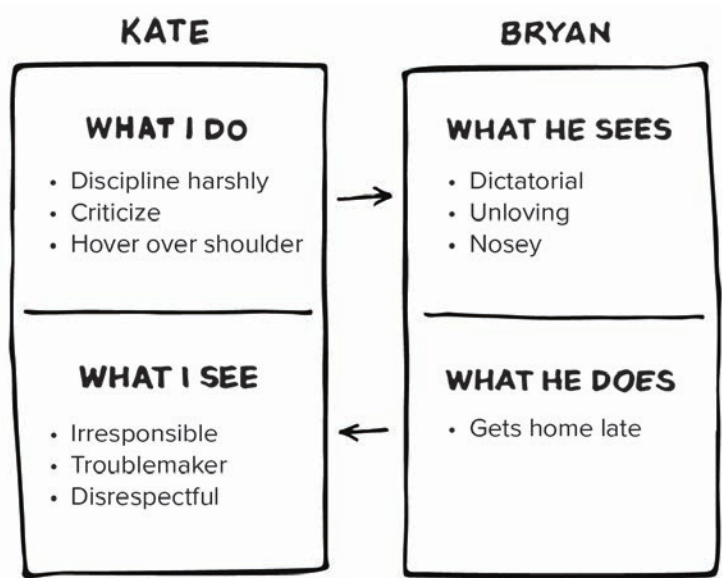 KATE
WHAT I DO
• Discipline harshly
• Criticize
• Hover over shoulder
WHAT I SEE
• Irresponsible
• Troublemaker
• Disrespectful
BRYAN
WHAT HE SEES
• Dictatorial
• Unloving
• Nosey
WHAT HE DOES
• Gets home late